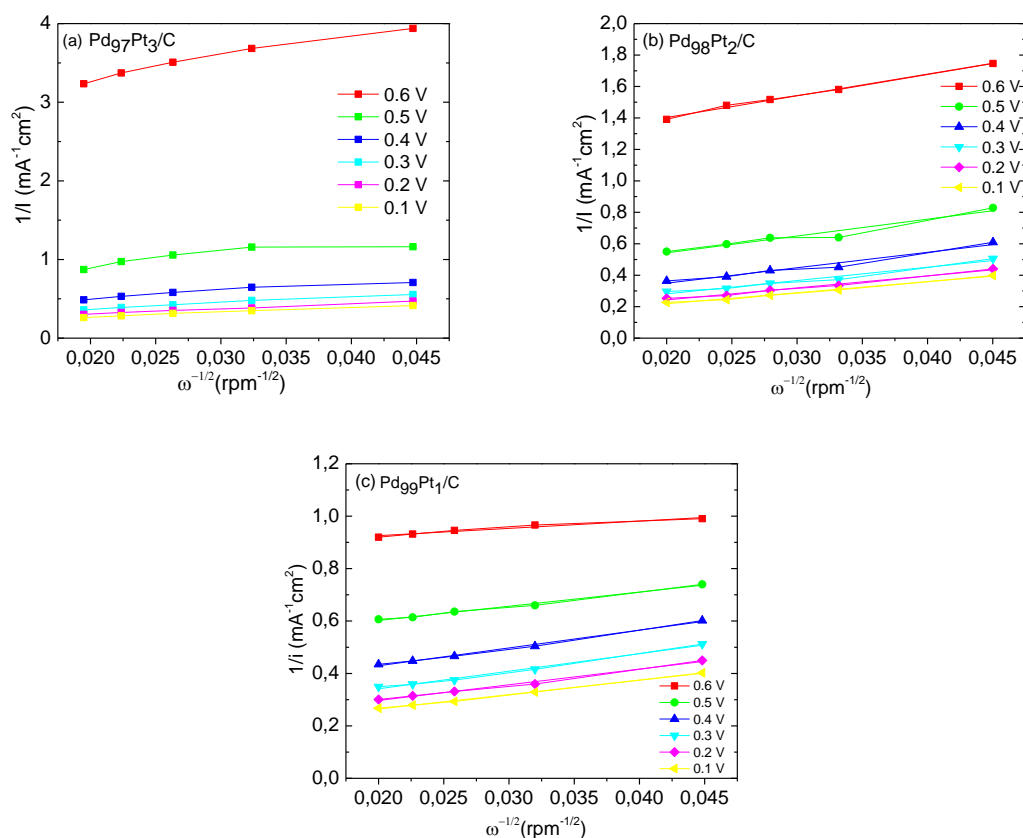 (a) Pd97Pt3/C
4
3
2
1
0
1/I (mA-1cm2)
0.6 V
0.5 V
0.4 V
0.3 V
0.2 V
0.1 V
0,020 0,025 0,030 0,035 0,040 0,045
ω−1/2(rpm-1/2)
(b) Pd98Pt2/C
2,0
1,8
1,6
1,4
1,2
1,0
0,8
0,6
0,4
0,2
0,0
1/I (mA-1cm2)
0.6 V
0.5 V
0.4 V
0.3 V
0.2 V
0.1 V
0,020 0,025 0,030 0,035 0,040 0,045
ω−1/2(rpm-1/2)
(c) Pd99Pt1/C
1,2
1,0
0,8
0,6
0,4
0,2
0,0
1/i (mA-1cm2)
0.6 V
0.5 V
0.4 V
0.3 V
0.2 V
0.1 V
0,020 0,025 0,030 0,035 0,040 0,045
ω−1/2(rpm-1/2)